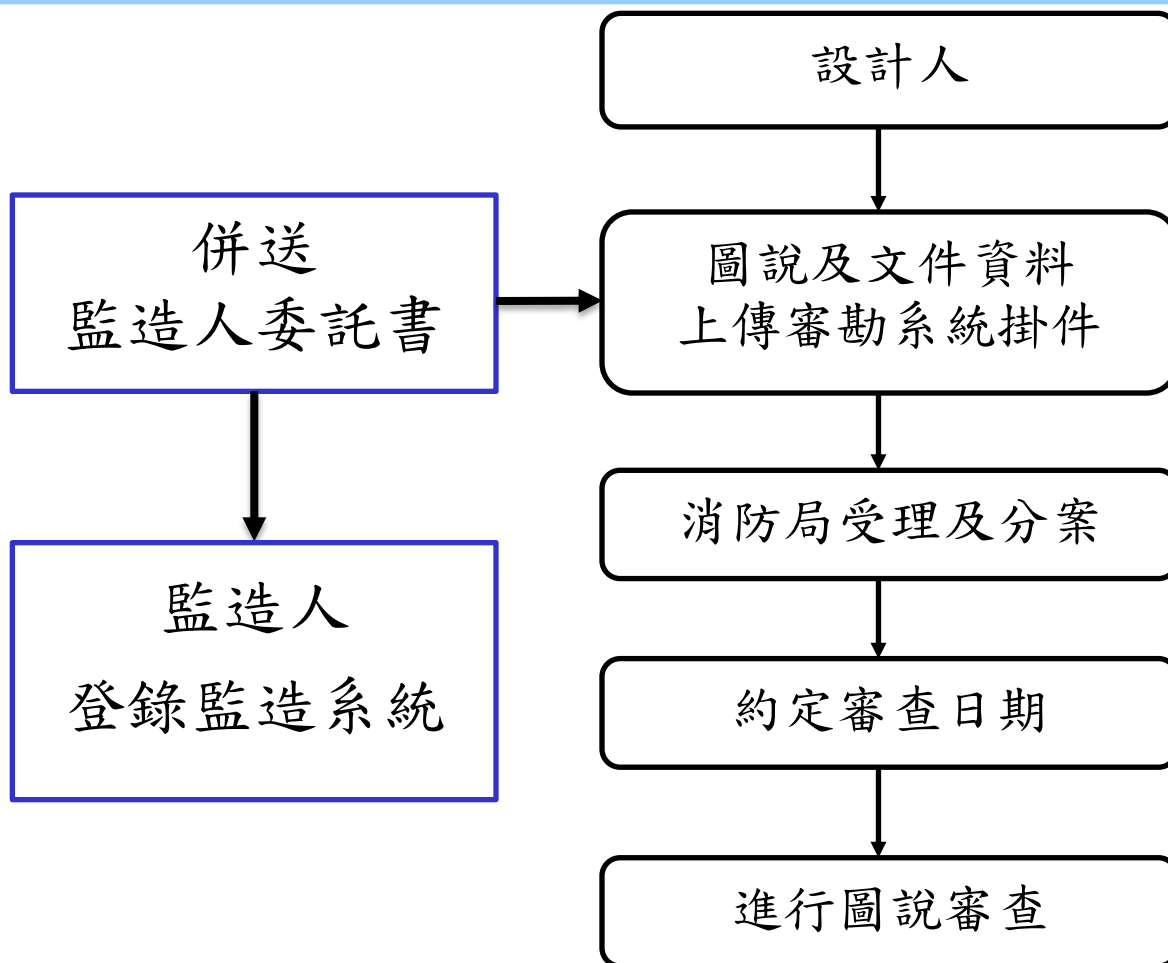 設計人
併送
監造人委託書
圖說及文件資料
上傳審勘系統掛件
消防局受理及分案
監造人
登錄監造系統
約定審查日期
進行圖說審查